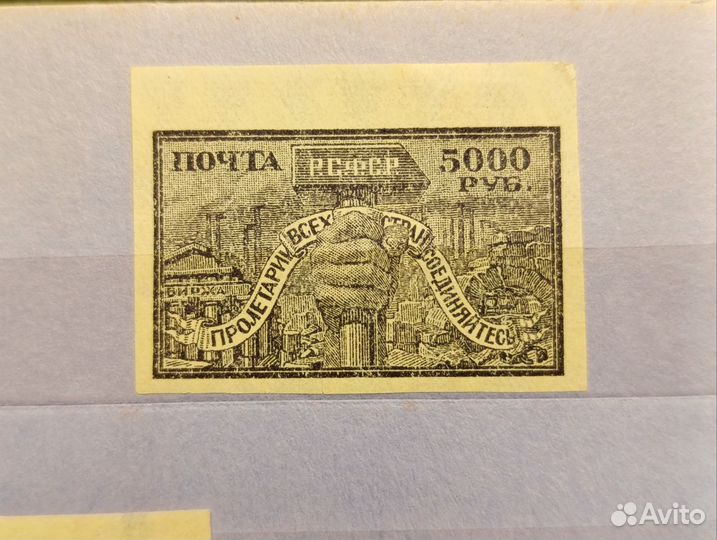 ПОЧТА
Р.С.Ф.С.Р.
5000
РУБ.
БИРЖА
ПРОЛЕТАРИИ ВСЕХ СТРАН СОЕДИНЯЙТЕСЬ
Avito